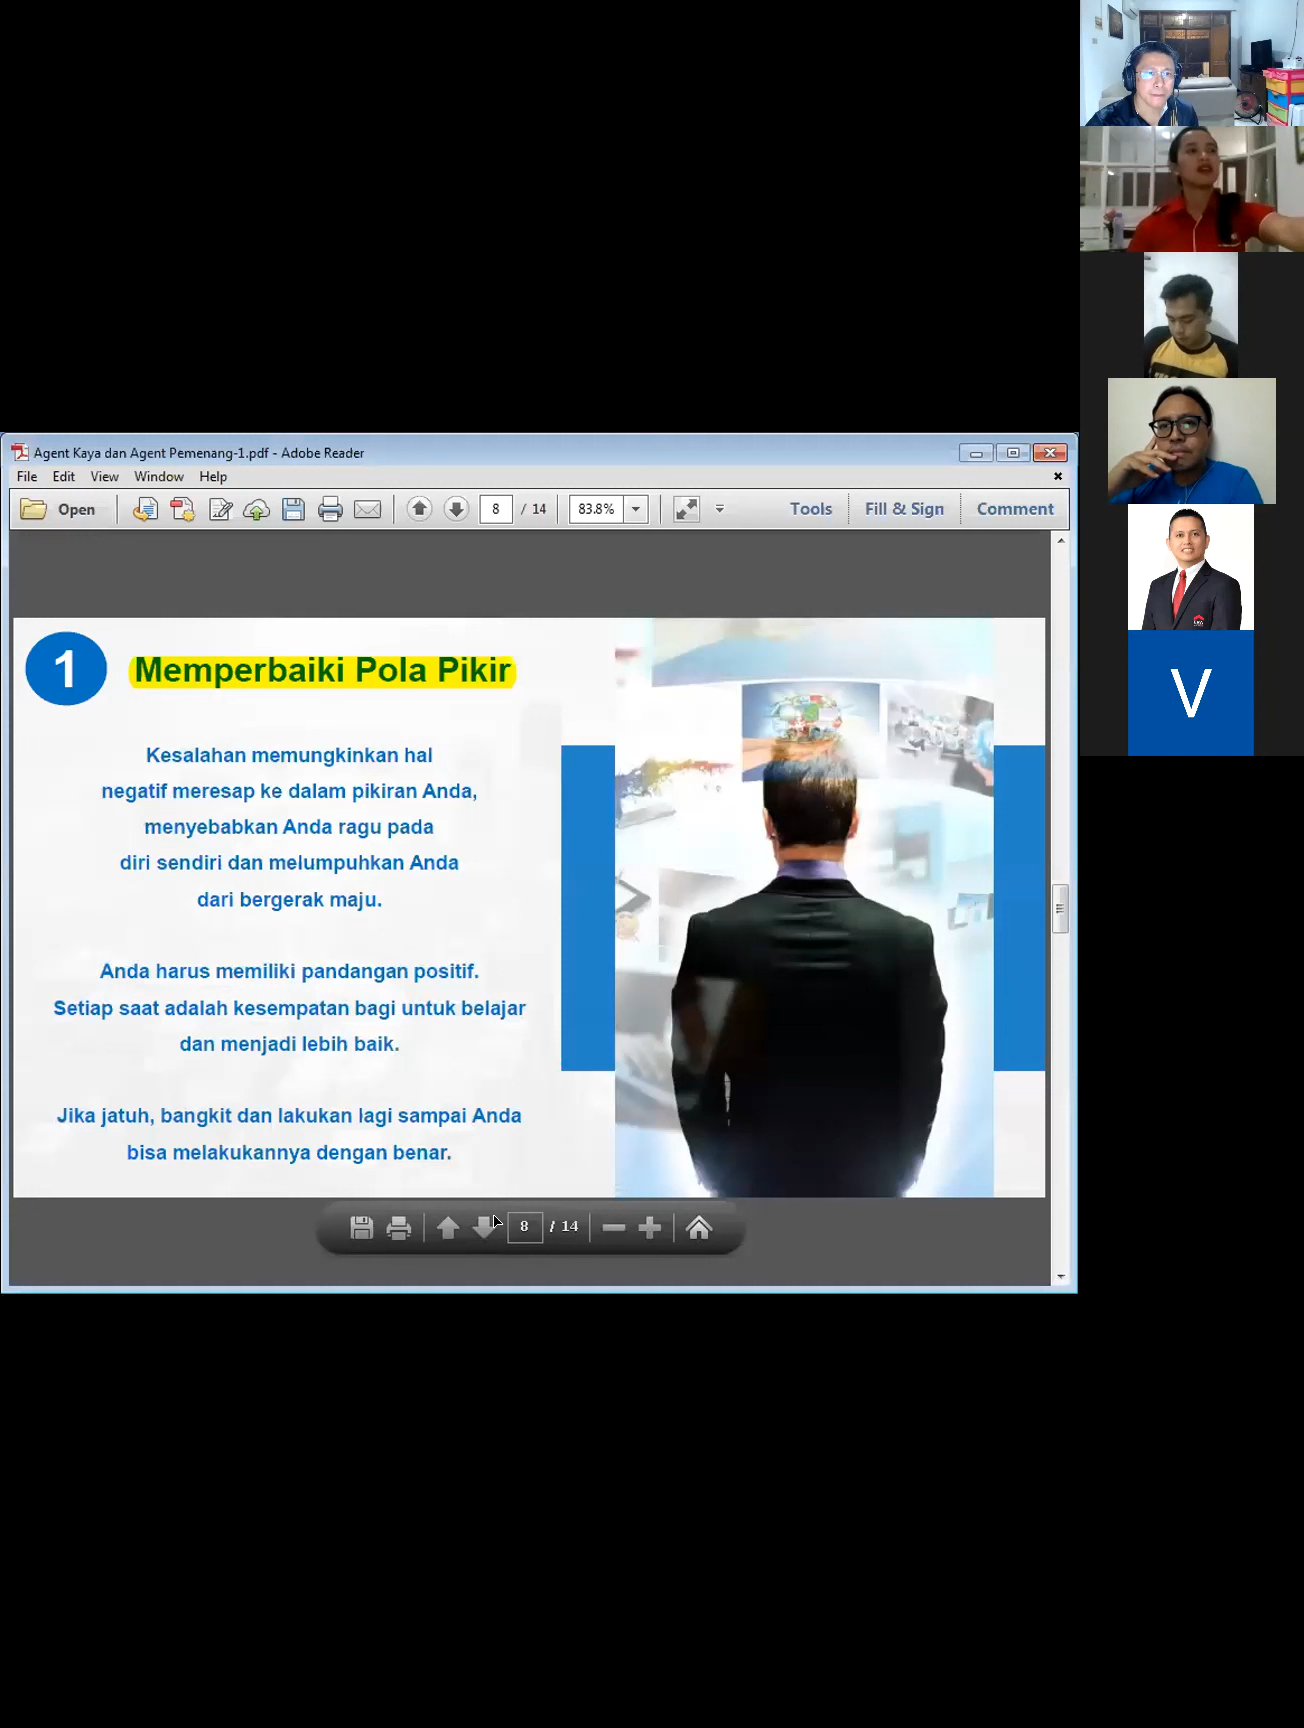 Agent Kaya dan Agent Pemenang-1.pdf - Adobe Reader
File Edit View Window Help
Open 8 / 14 83.8% Tools Fill & Sign Comment
1
Memperbaiki Pola Pikir
Kesalahan memungkinkan hal
negatif meresap ke dalam pikiran Anda,
menyebabkan Anda ragu pada
diri sendiri dan melumpuhkan Anda
dari bergerak maju.
Anda harus memiliki pandangan positif.
Setiap saat adalah kesempatan bagi untuk belajar
dan menjadi lebih baik.
Jika jatuh, bangkit dan lakukan lagi sampai Anda
bisa melakukannya dengan benar.
8 / 14
V